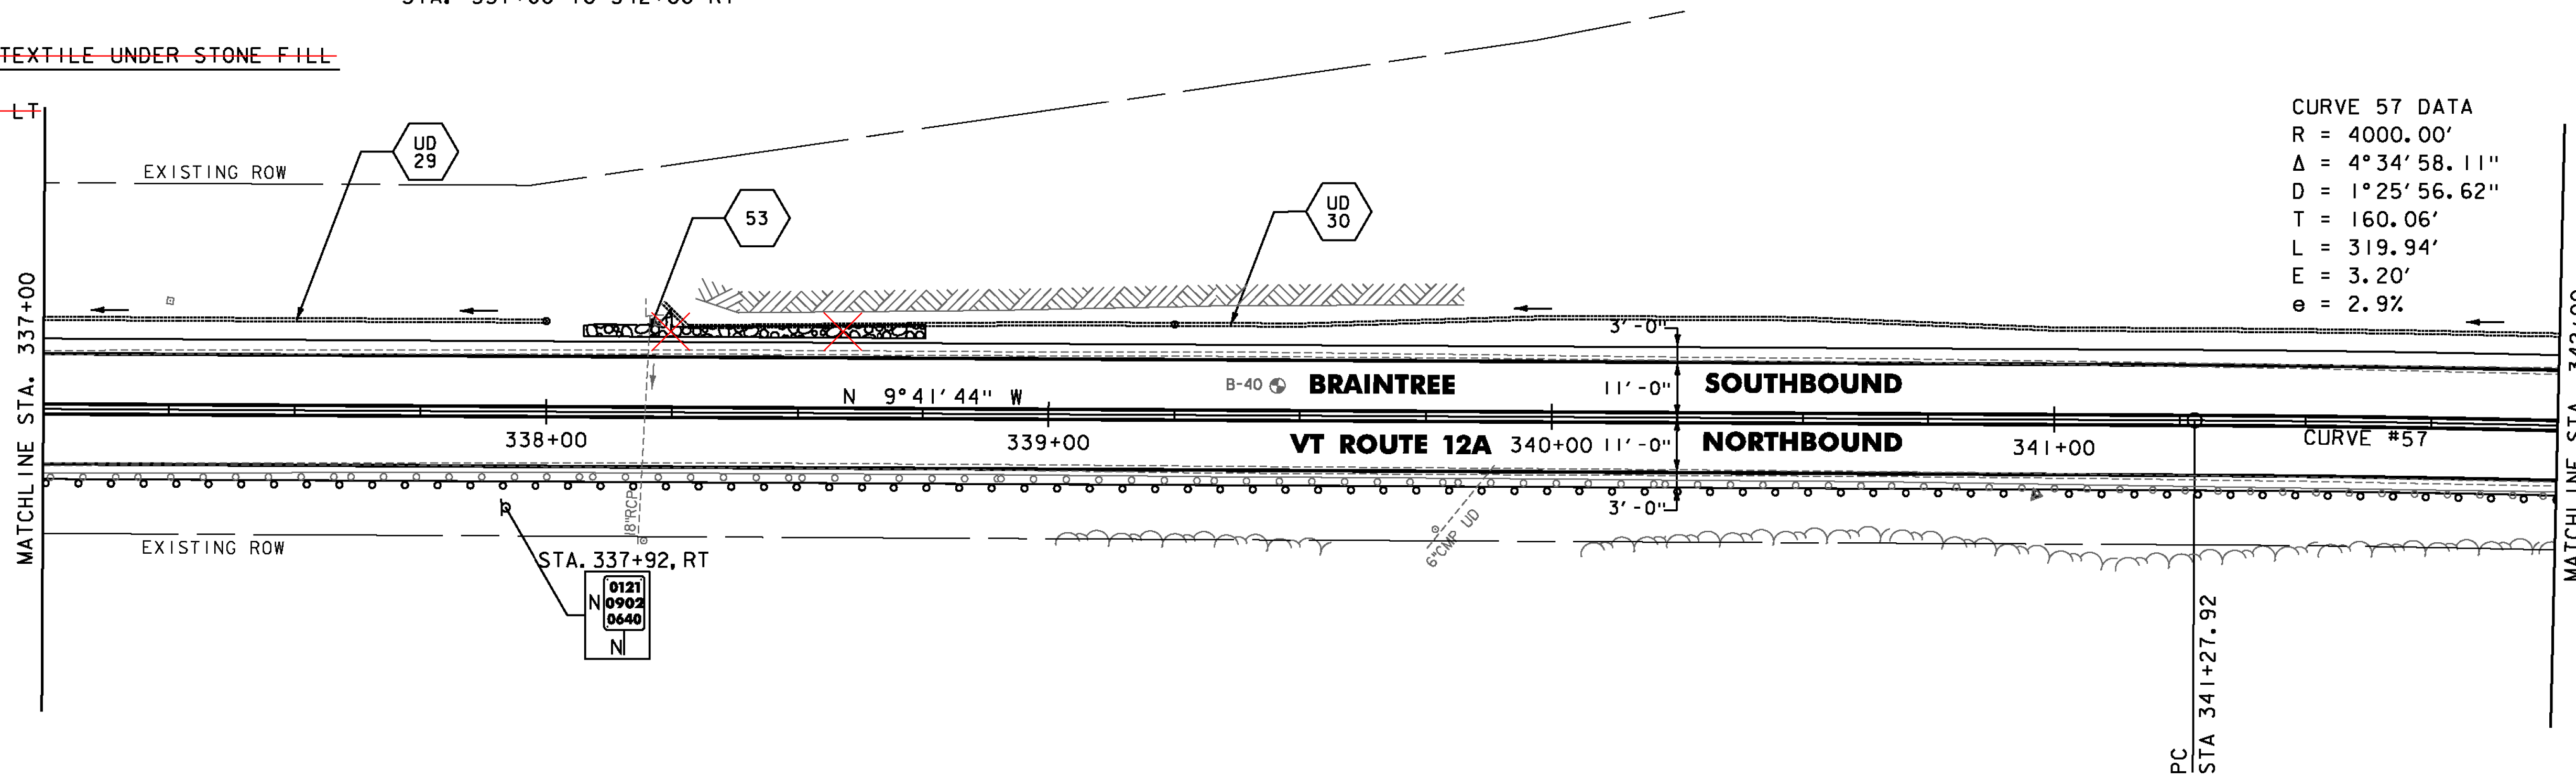 TEXTILE UNDER STONE FILL
LT
UD
29
EXISTING ROW
53
UD
30
CURVE 57 DATA
R = 4000.00'
Δ = 4°34'58.11"
D = 1°25'56.62"
T = 160.06'
L = 319.94'
E = 3.20'
e = 2.9%
MATCHLINE STA. 337+00
3'-0"
B-40
BRAINTREE
11'-0"
SOUTHBOUND
N 9°41'44" W
338+00
339+00
VT ROUTE 12A
340+00
11'-0"
NORTHBOUND
341+00
CURVE #57
18"RCP
6"CMP UD
3'-0"
EXISTING ROW
STA. 337+92, RT
0121
N 0902
0640
N
PC
STA 341+27.92
MATCHLINE STA.